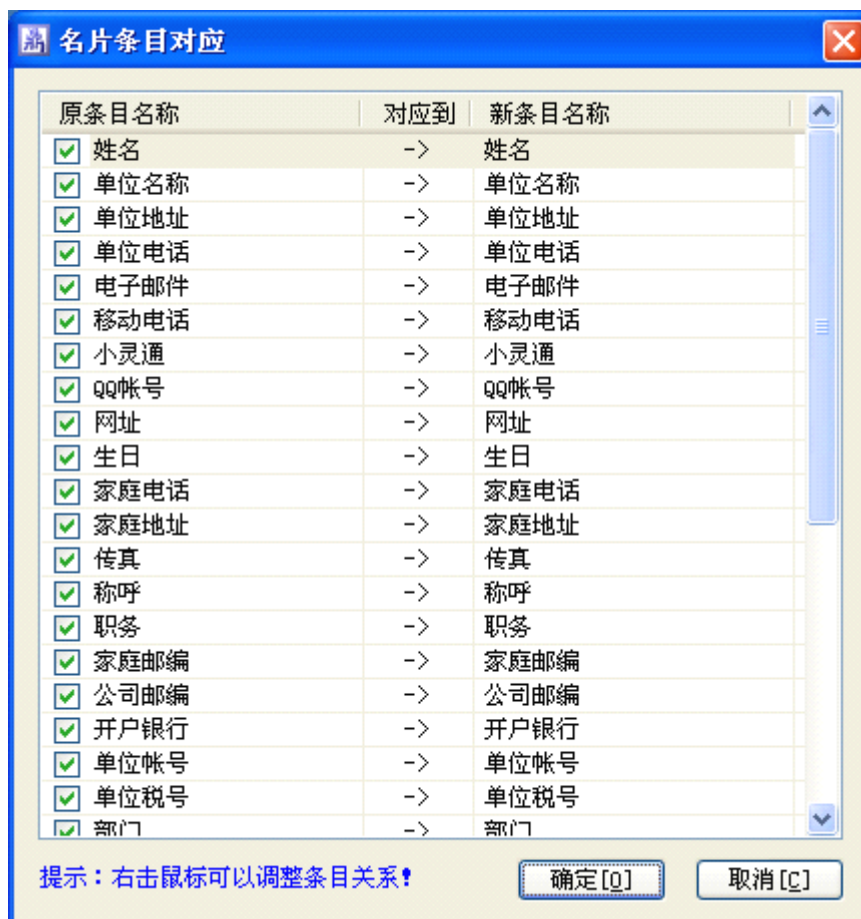 名片条目对应
原条目名称 对应到 新条目名称
姓名 -> 姓名
单位名称 -> 单位名称
单位地址 -> 单位地址
单位电话 -> 单位电话
电子邮件 -> 电子邮件
移动电话 -> 移动电话
小灵通 -> 小灵通
QQ帐号 -> QQ帐号
网址 -> 网址
生日 -> 生日
家庭电话 -> 家庭电话
家庭地址 -> 家庭地址
传真 -> 传真
称呼 -> 称呼
职务 -> 职务
家庭邮编 -> 家庭邮编
公司邮编 -> 公司邮编
开户银行 -> 开户银行
单位帐号 -> 单位帐号
单位税号 -> 单位税号
部门 -> 部门
提示：右击鼠标可以调整条目关系！ 确定[O] 取消[C]